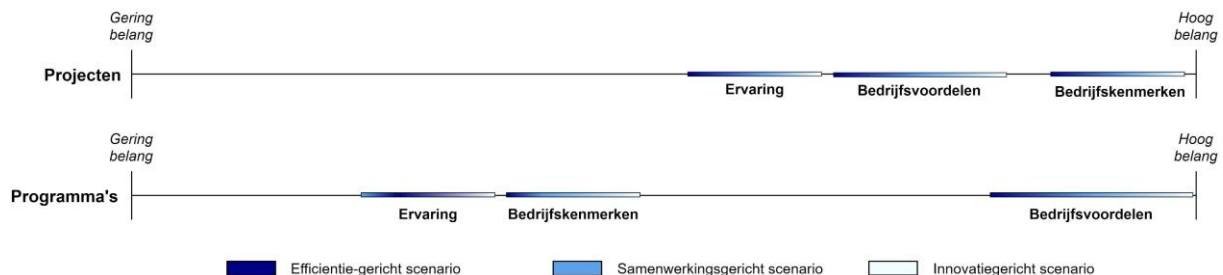 Gering belang
Hoog belang
Projecten
Ervaring
Bedrijfsvoordelen
Bedrijfskenmerken
Gering belang
Hoog belang
Programma's
Ervaring
Bedrijfskenmerken
Bedrijfsvoordelen
Efficientie-gericht scenario
Samenwerkingsgericht scenario
Innovatiegericht scenario